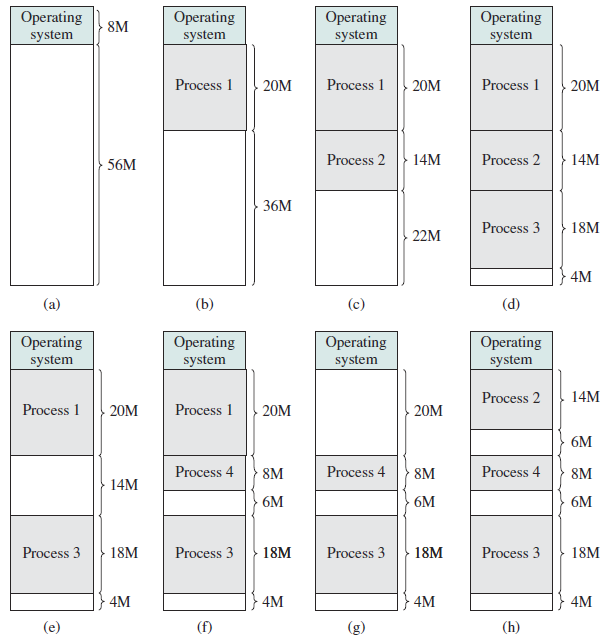 Operating
system
8M
56M
(a)
Operating
system
Process 1
20M
36M
(b)
Operating
system
Process 1
20M
Process 2
14M
22M
(c)
Operating
system
Process 1
20M
Process 2
14M
Process 3
18M
4M
(d)
Operating
system
Process 1
20M
14M
Process 3
18M
4M
(e)
Operating
system
Process 1
20M
Process 4
8M
6M
Process 3
18M
4M
(f)
Operating
system
20M
Process 4
8M
6M
Process 3
18M
4M
(g)
Operating
system
Process 2
14M
6M
Process 4
8M
6M
Process 3
18M
4M
(h)